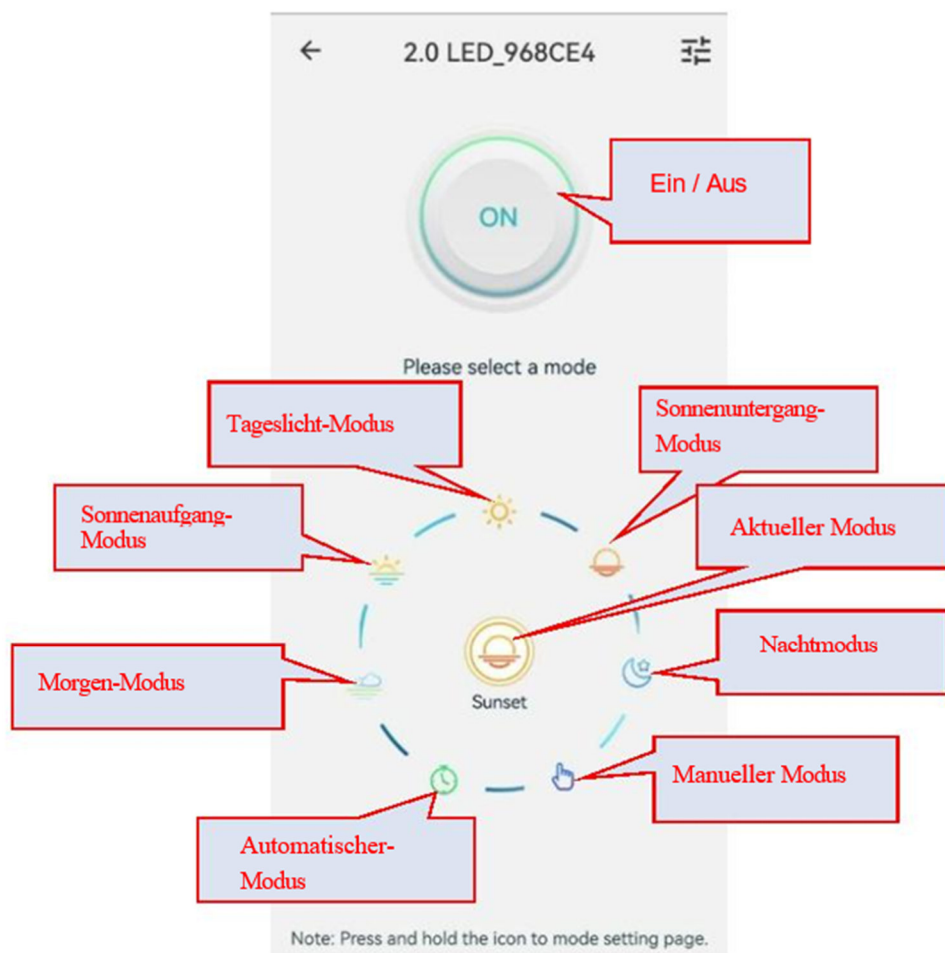 2.0 LED_968CE4
Ein / Aus
ON
Please select a mode
Tageslicht-Modus
Sonnenuntergang-
Modus
Sonnenaufgang-
Modus
Aktueller Modus
Nachtmodus
Morgen-Modus
Sunset
Manueller Modus
Automatischer-
Modus
Note: Press and hold the icon to mode setting page.